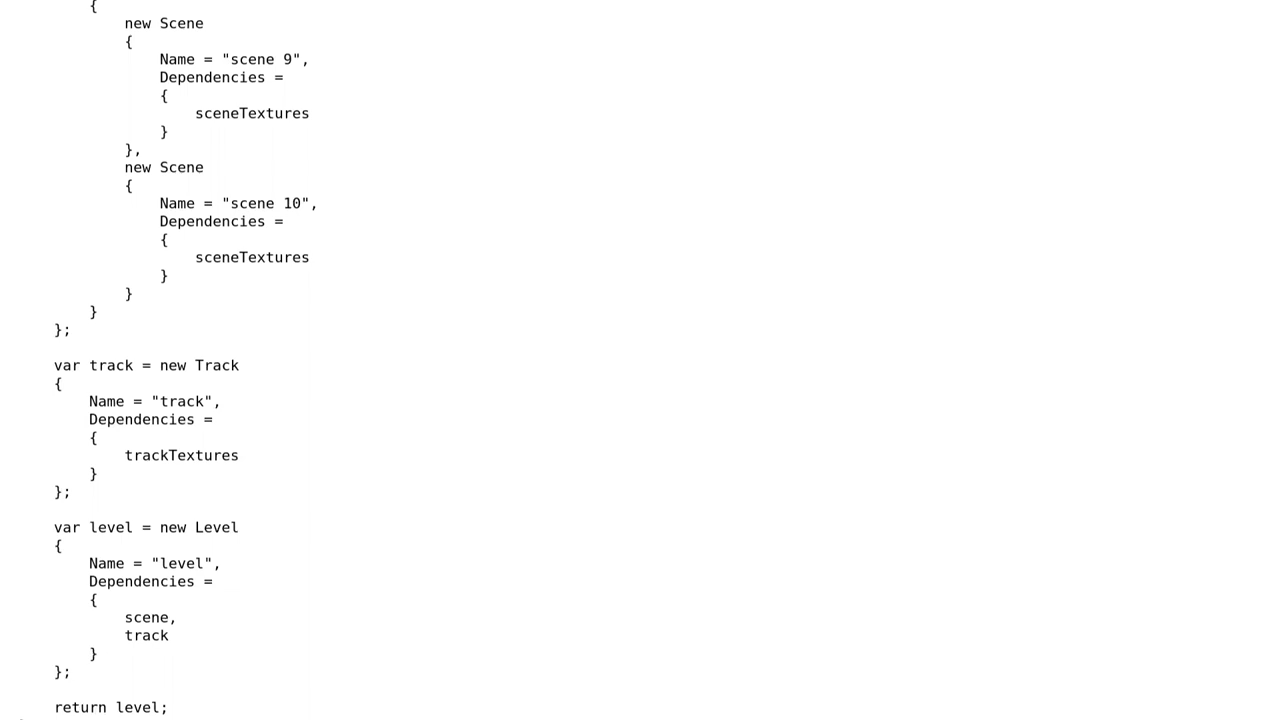 {
new Scene
{
Name = "scene 9",
Dependencies =
{
sceneTextures
}
},
new Scene
{
Name = "scene 10",
Dependencies =
{
sceneTextures
}
}
}
};
var track = new Track
{
Name = "track",
Dependencies =
{
trackTextures
}
};
var level = new Level
{
Name = "level",
Dependencies =
{
scene,
track
}
};
return level;